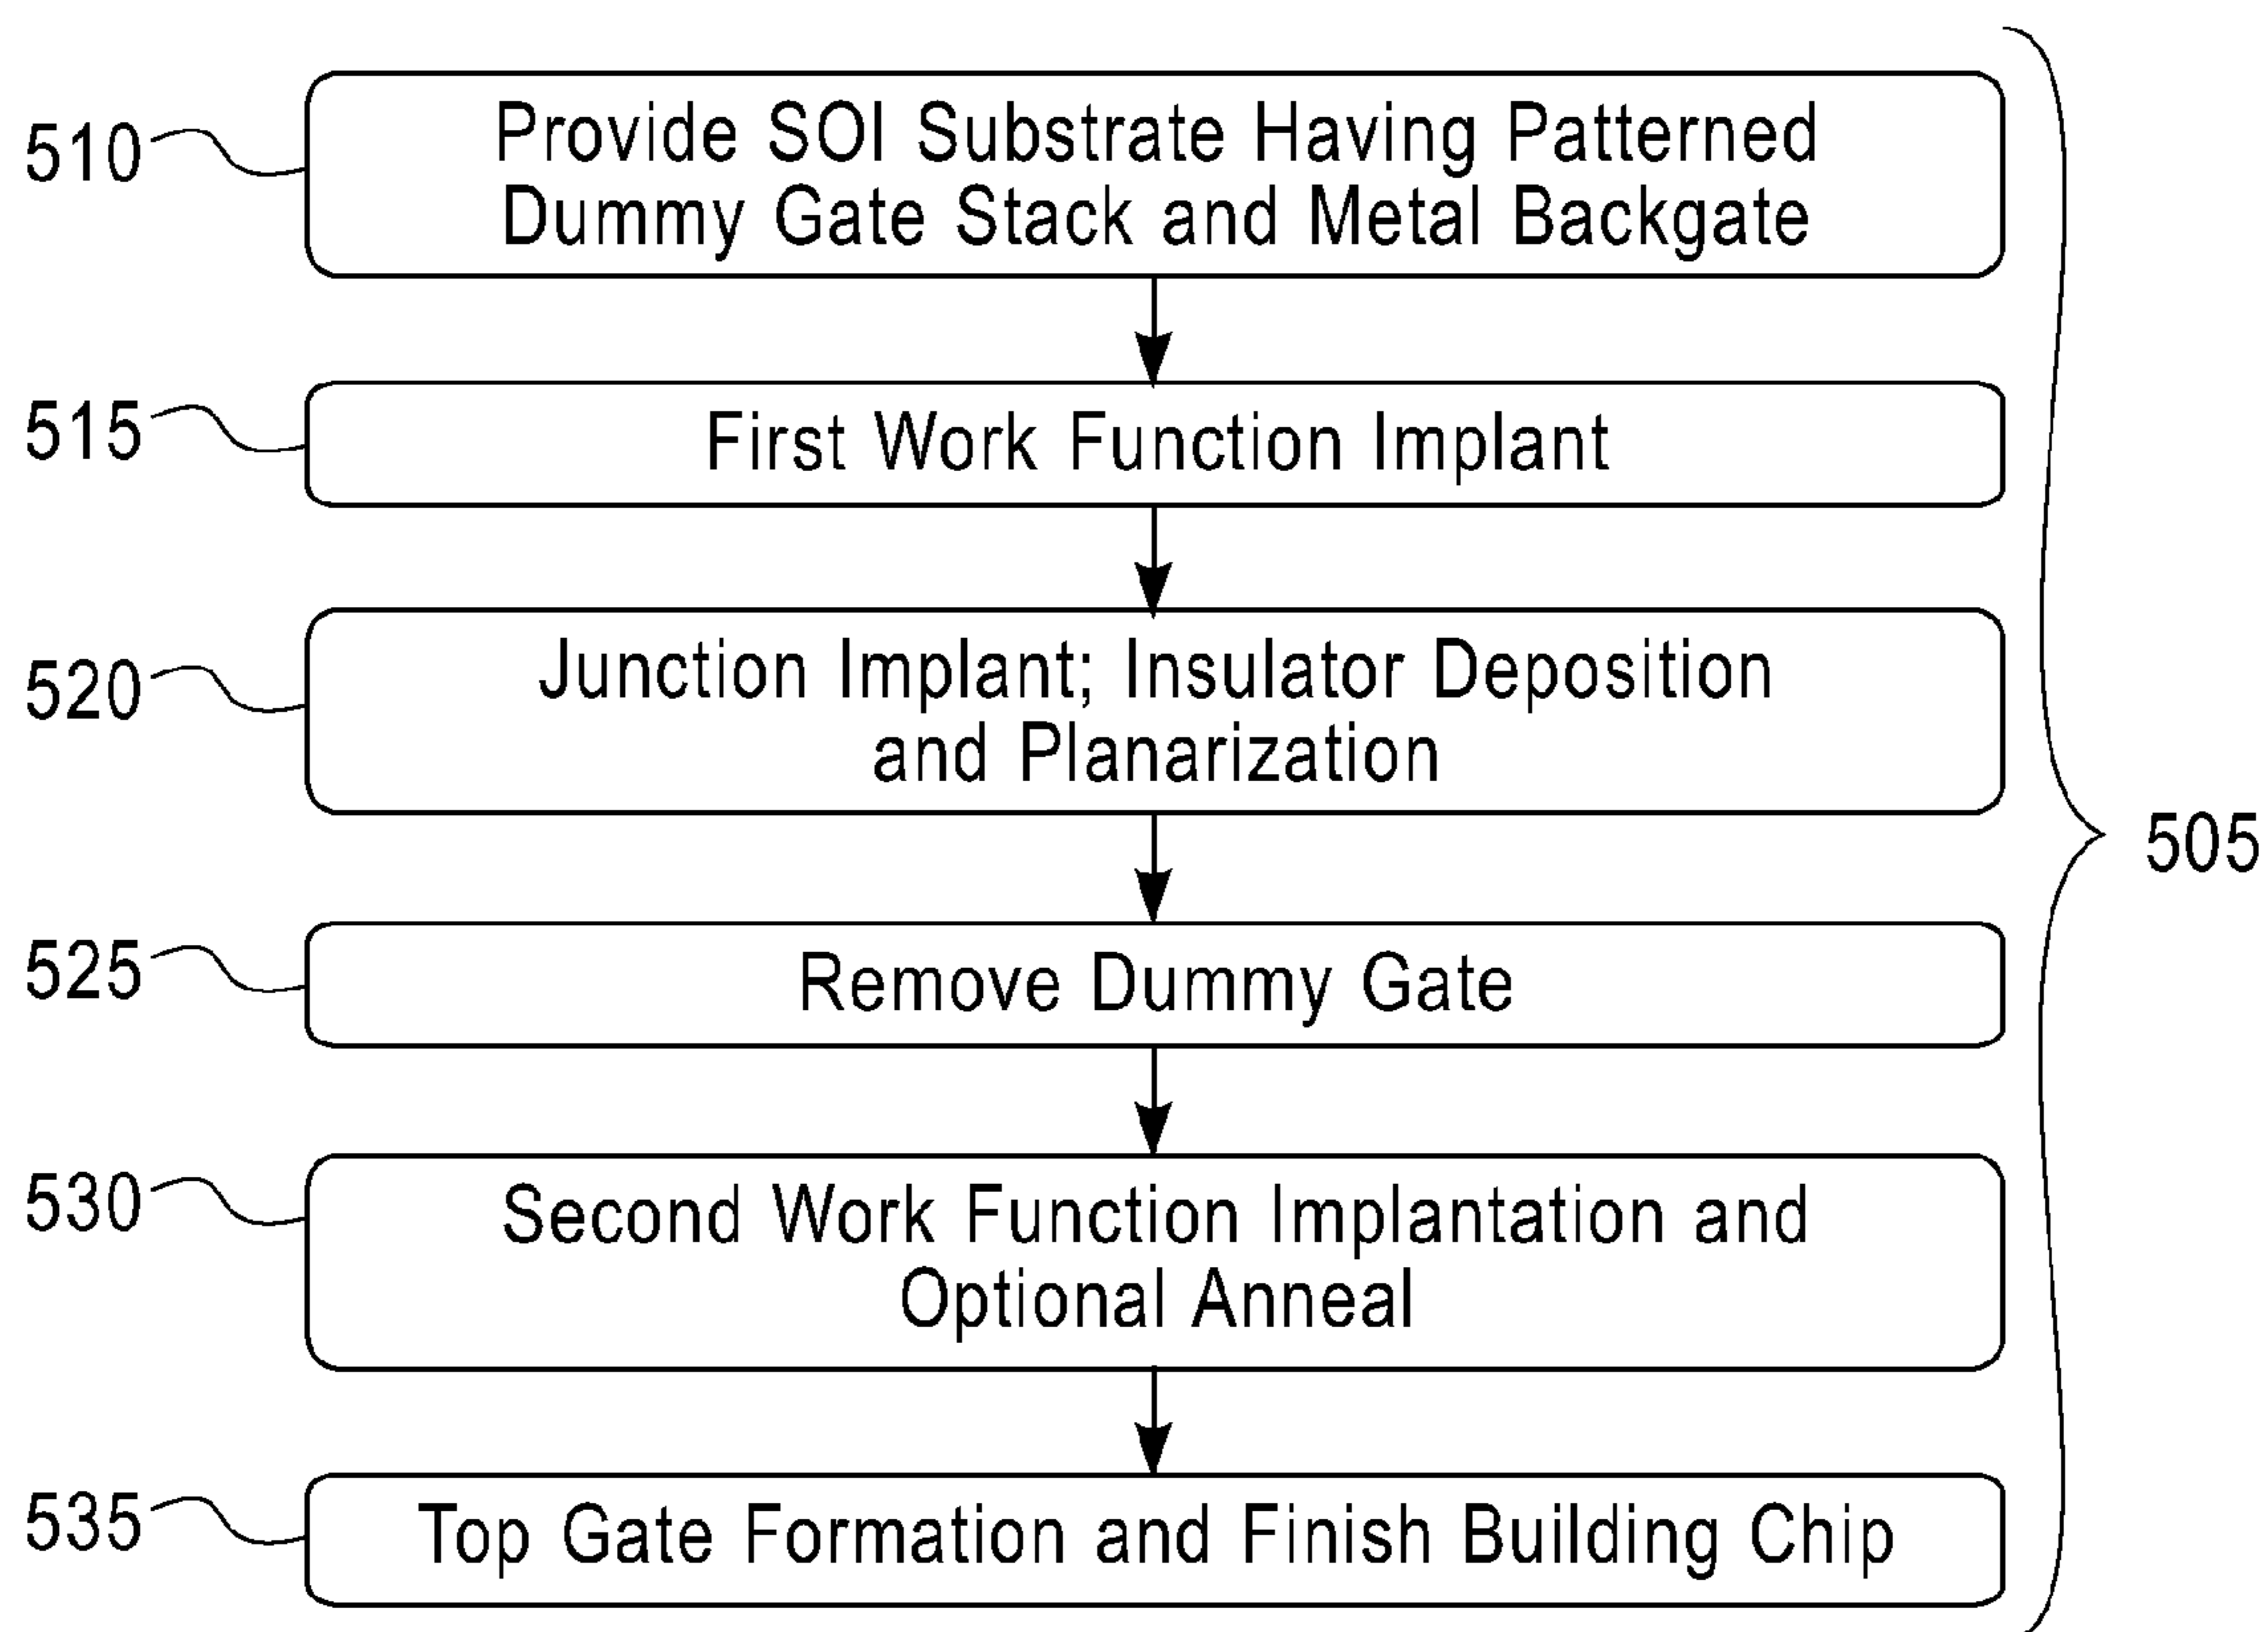 510
Provide SOI Substrate Having Patterned
Dummy Gate Stack and Metal Backgate
515
First Work Function Implant
520
Junction Implant; Insulator Deposition
and Planarization
505
525
Remove Dummy Gate
530
Second Work Function Implantation and
Optional Anneal
535
Top Gate Formation and Finish Building Chip